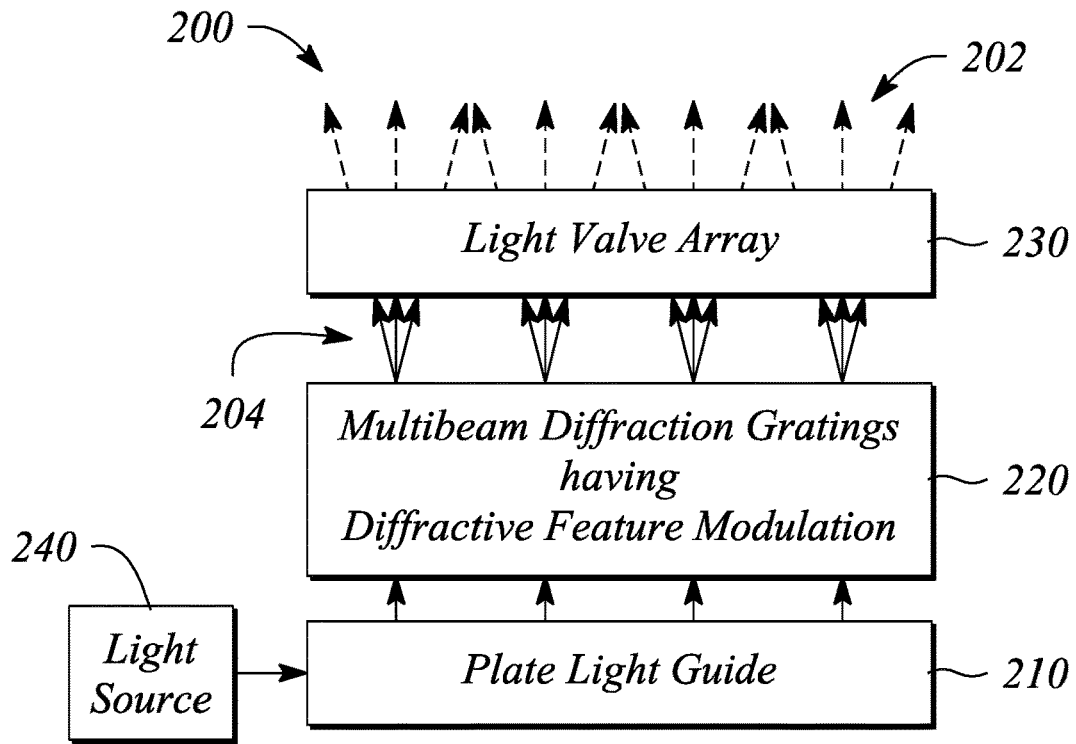 200
202
Light Valve Array
230
204
Multibeam Diffraction Gratings
having
Diffractive Feature Modulation
220
240
Light
Source
Plate Light Guide
210